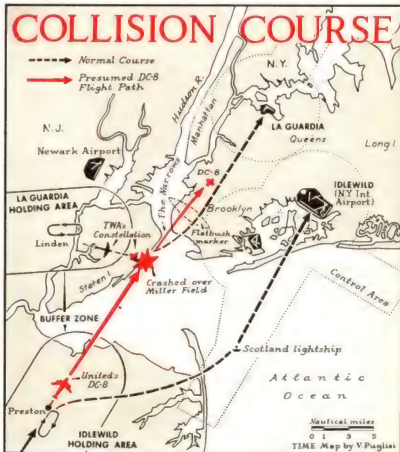 COLLISION COURSE
Normal Course
Presumed DC-8
Flight Path
N.Y.
Hudson R.
Manhattan
LA GUARDIA
Queens
Long I.
N.J.
Newark Airport
The Narrows
DC-8
IDLEWILD
(N.Y. Int.
Airport)
LA GUARDIA
HOLDING AREA
Brooklyn
Linden
TWA's
Constellation
Flatbush
marker
Staten I.
Crashed over
Miller Field
Control Area
BUFFER ZONE
Scotland lightship
United's
DC-8
Atlantic
Ocean
Preston
IDLEWILD
HOLDING AREA
Nautical miles
0 1 3 5
TIME Map by V. Puglisi